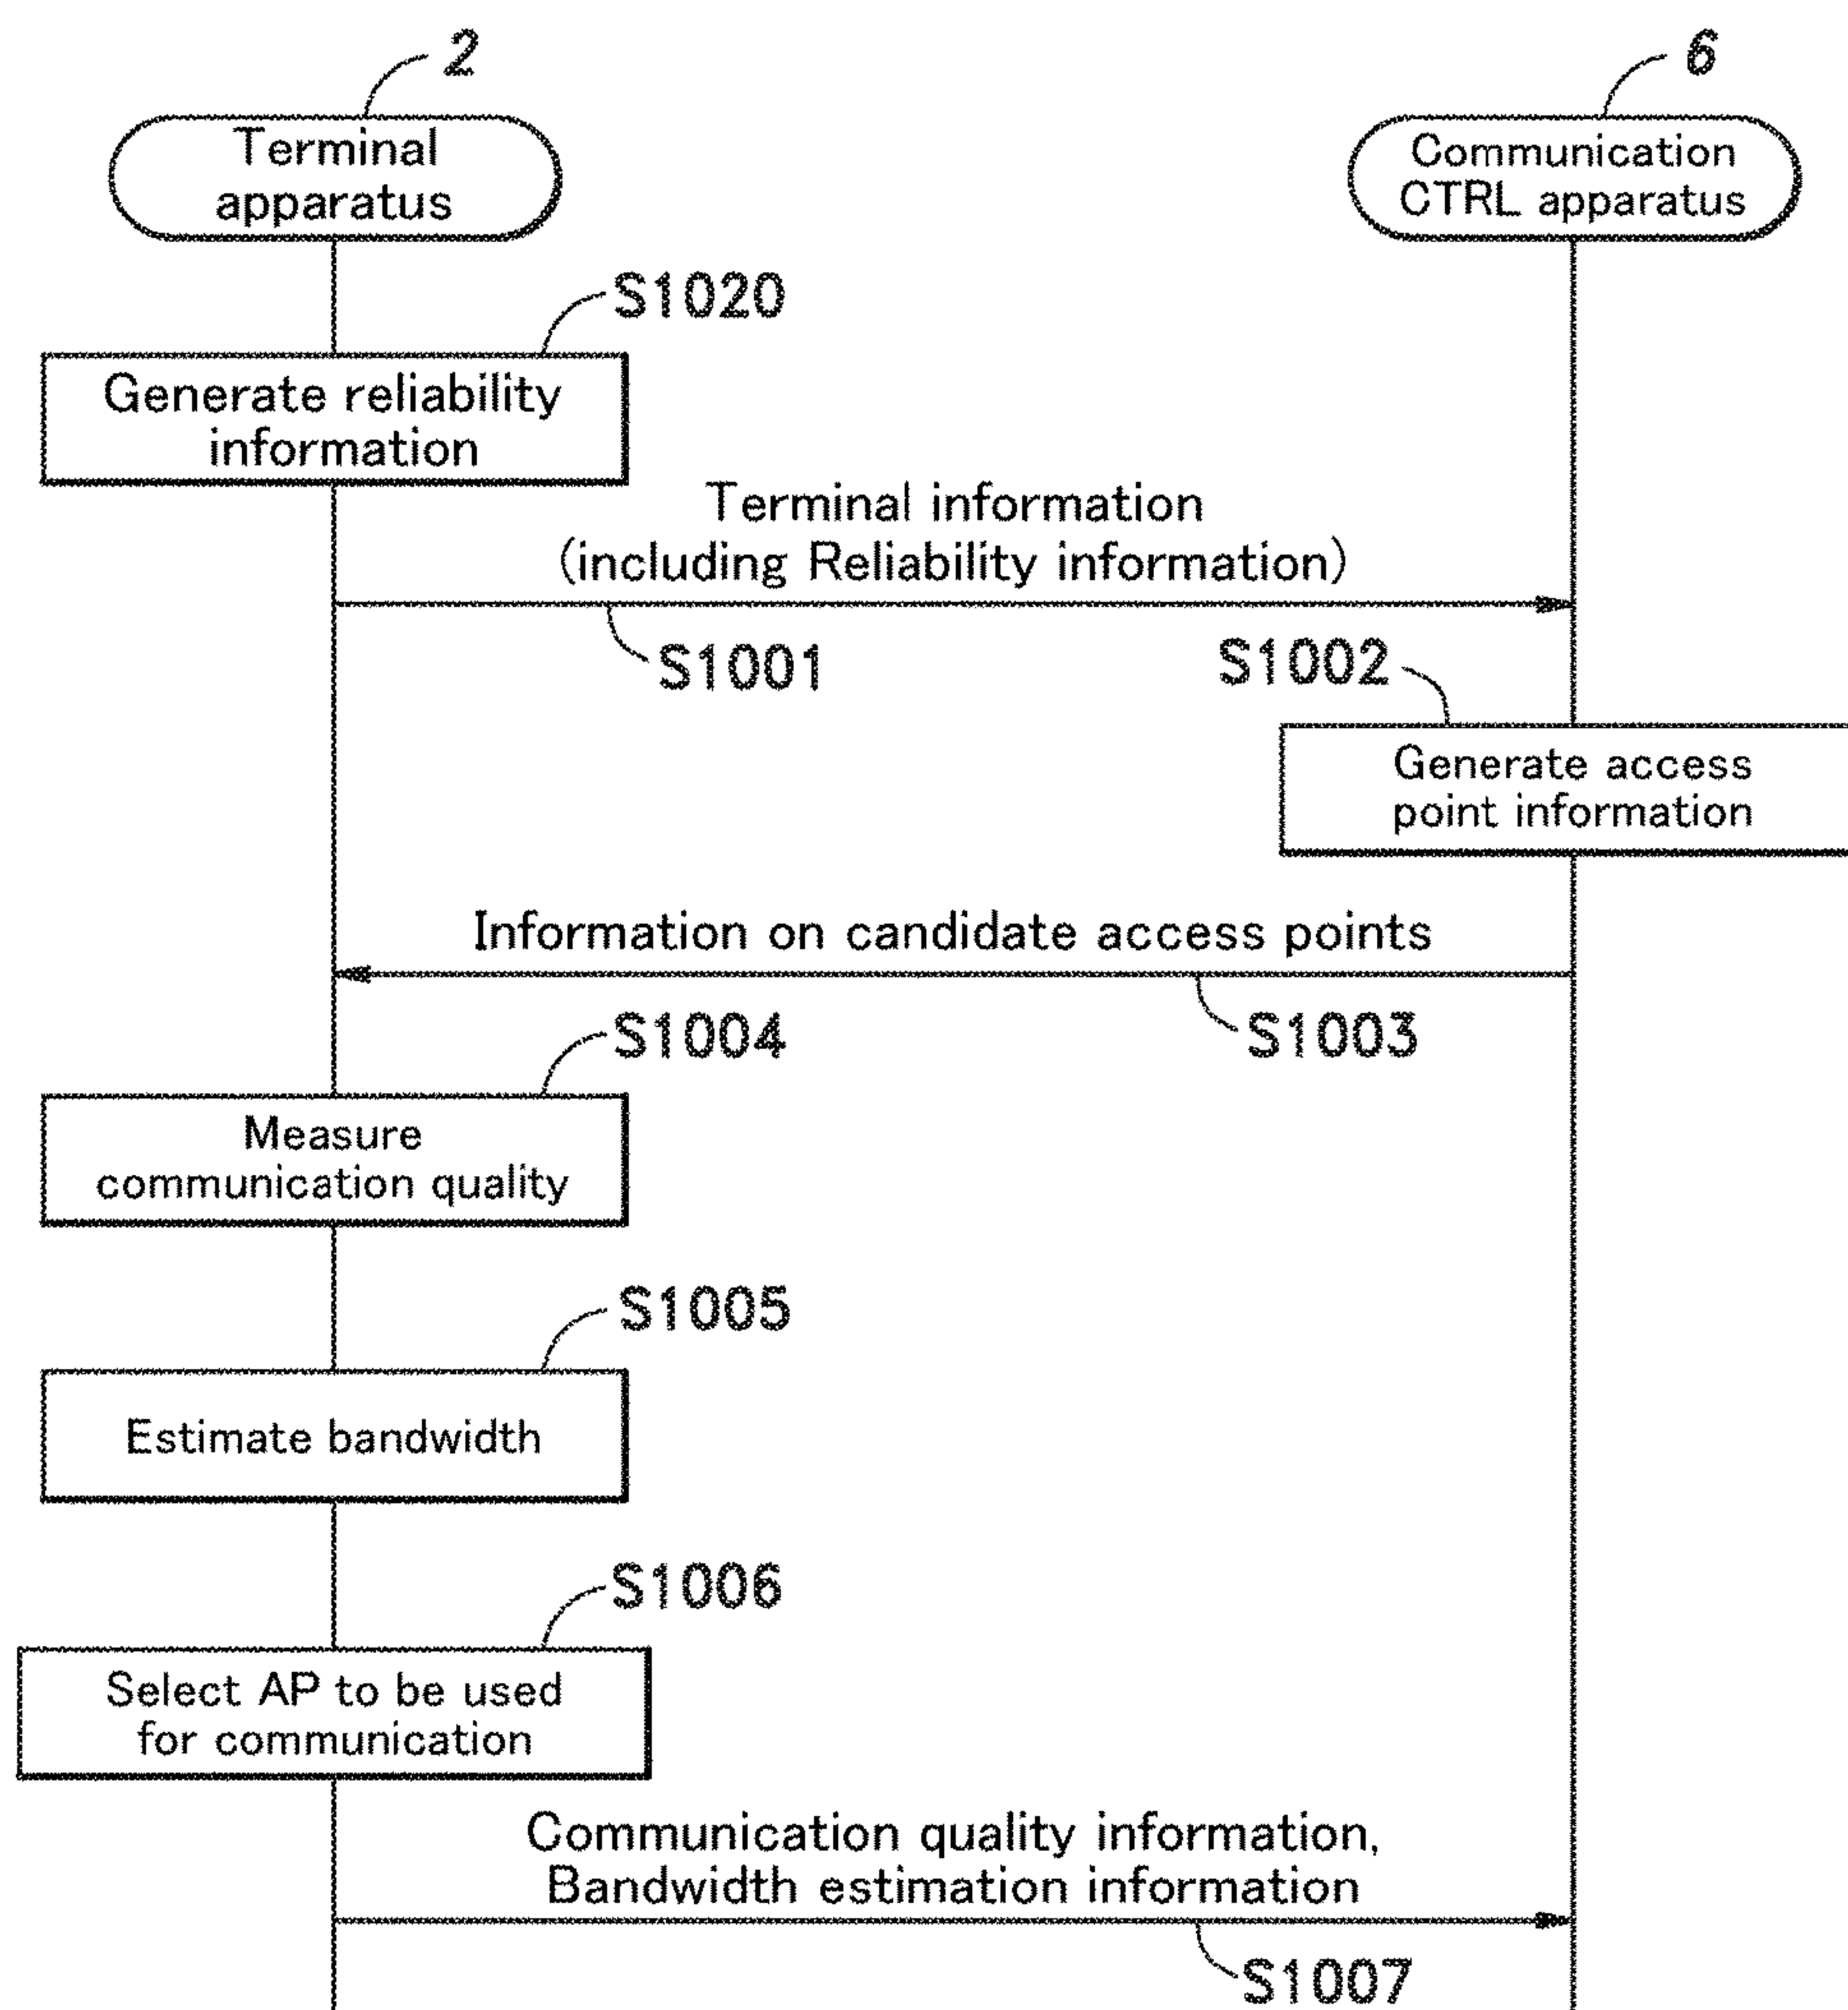 2
6
Terminal
apparatus
Communication
CTRL apparatus
S1020
Generate reliability
information
Terminal information
(including Reliability information)
S1001
S1002
Generate access
point information
Information on candidate access points
S1003
S1004
Measure
communication quality
S1005
Estimate bandwidth
S1006
Select AP to be used
for communication
Communication quality information,
Bandwidth estimation information
S1007